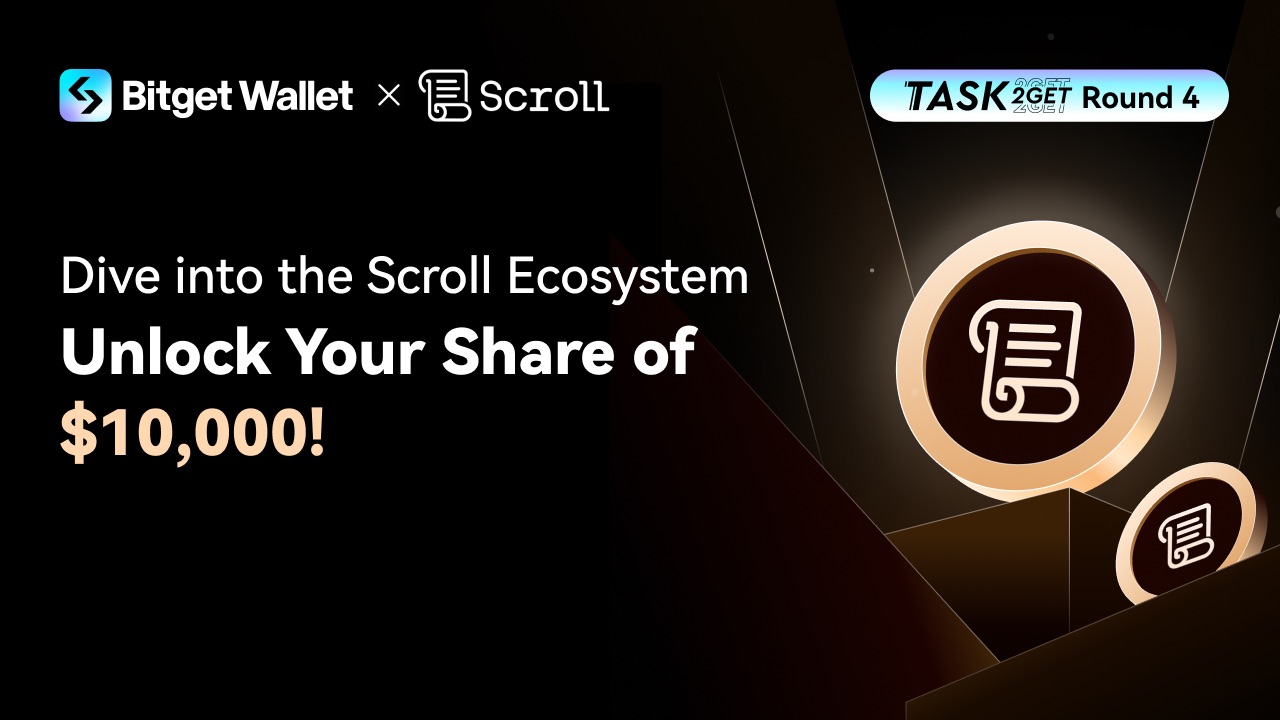 Bitget Wallet × Scroll
TASK 2GET Round 4
Dive into the Scroll Ecosystem
Unlock Your Share of
$10,000!